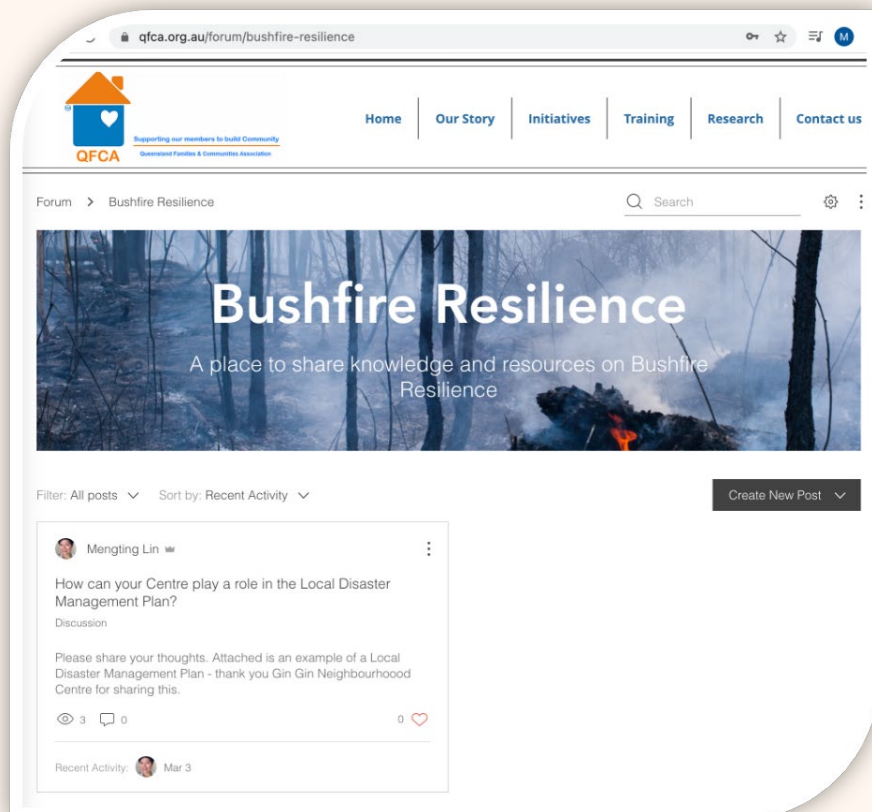 qfca.org.au/forum/bushfire-resilience
M
QFCA
Supporting our members to build Community
Queensland Families & Communities Association
Home
Our Story
Initiatives
Training
Research
Contact us
Forum > Bushfire Resilience
Search
Bushfire Resilience
A place to share knowledge and resources on Bushfire
Resilience
Filter: All posts
Sort by: Recent Activity
Create New Post
Mengting Lin
How can your Centre play a role in the Local Disaster
Management Plan?
Discussion
Please share your thoughts. Attached is an example of a Local
Disaster Management Plan - thank you Gin Gin Neighbourhoood
Centre for sharing this.
3
0
0
Recent Activity:
Mar 3